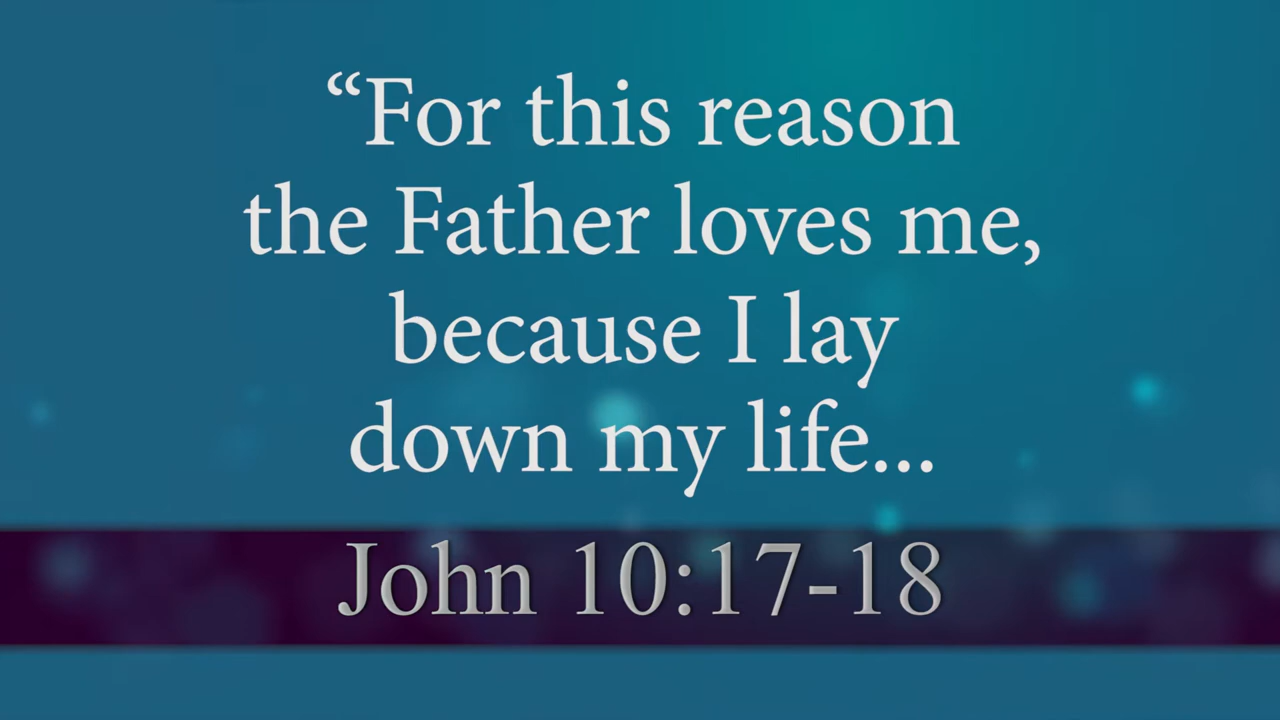 “For this reason
the Father loves me,
because I lay
down my life...
John 10:17-18